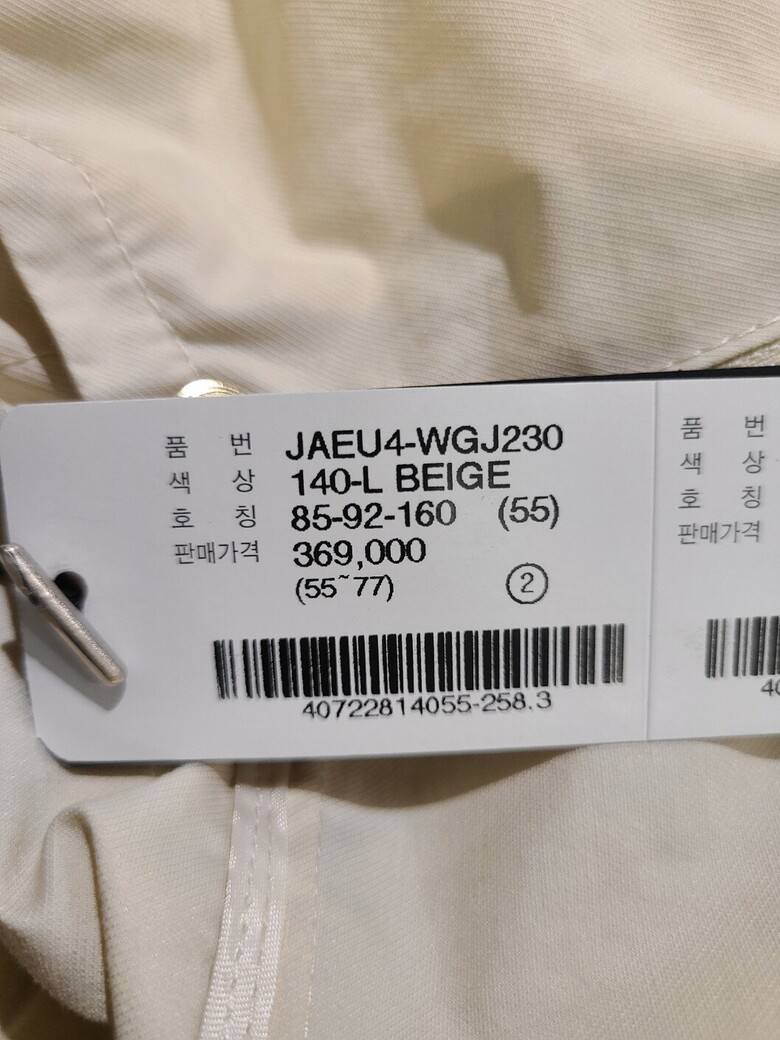 품 번 JAEU4-WGJ230
색 상 140-L BEIGE
호 칭 85-92-160 (55)
판매가격 369,000
(55~77) ②
40722814055-258.3
품 번
색 상
호 칭
판매가격